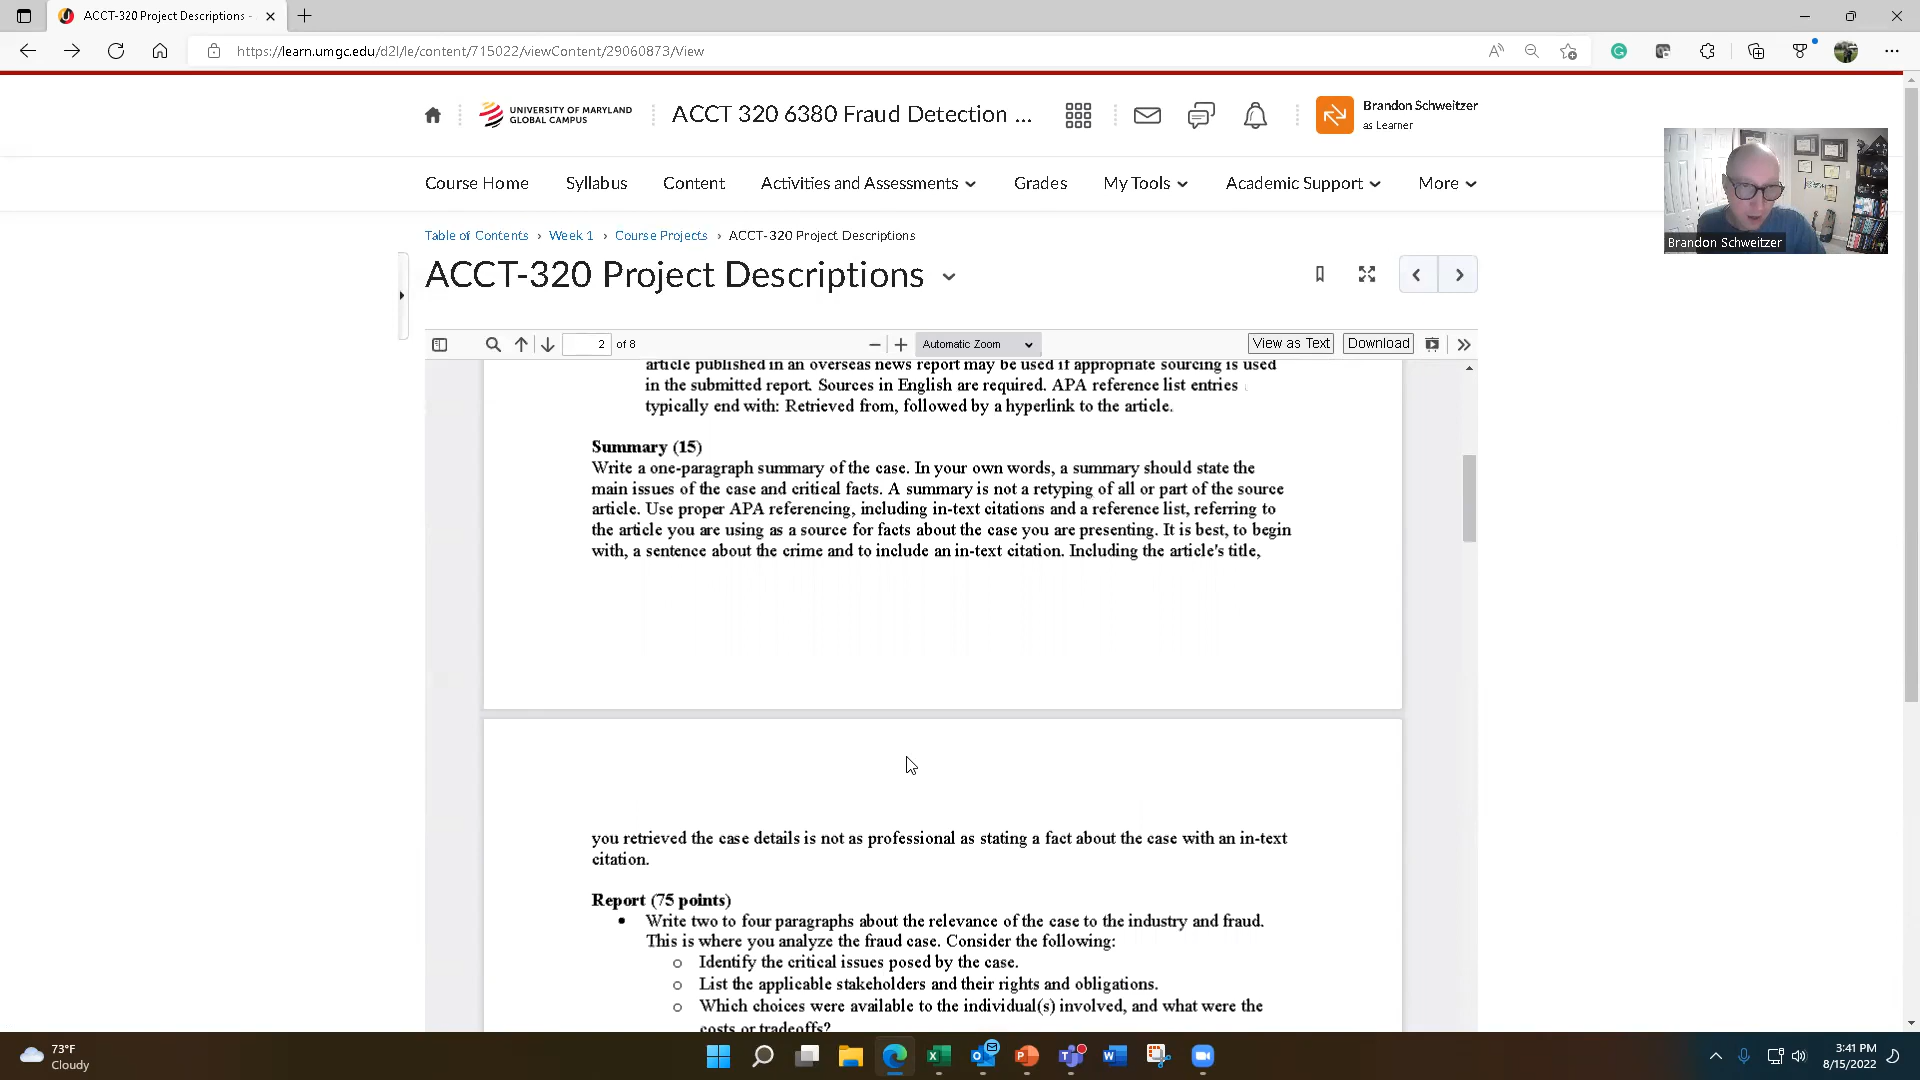 ACCT-320 Project Descriptions -
https://learn.umgc.edu/d2l/le/content/715022/viewContent/29060873/View
UNIVERSITY OF MARYLAND
GLOBAL CAMPUS
ACCT 320 6380 Fraud Detection ...
Brandon Schweitzer
as Learner
Course Home
Syllabus
Content
Activities and Assessments
Grades
My Tools
Academic Support
More
Brandon Schweitzer
Table of Contents › Week 1 › Course Projects › ACCT-320 Project Descriptions
ACCT-320 Project Descriptions
2 of 8
Automatic Zoom
View as Text
Download
article published in an overseas news report may be used if appropriate sourcing is used
in the submitted report. Sources in English are required. APA reference list entries
typically end with: Retrieved from, followed by a hyperlink to the article.
Summary (15)
Write a one-paragraph summary of the case. In your own words, a summary should state the
main issues of the case and critical facts. A summary is not a retyping of all or part of the source
article. Use proper APA referencing, including in-text citations and a reference list, referring to
the article you are using as a source for facts about the case you are presenting. It is best, to begin
with, a sentence about the crime and to include an in-text citation. Including the article's title,
you retrieved the case details is not as professional as stating a fact about the case with an in-text
citation.
Report (75 points)
• Write two to four paragraphs about the relevance of the case to the industry and fraud.
This is where you analyze the fraud case. Consider the following:
o Identify the critical issues posed by the case.
o List the applicable stakeholders and their rights and obligations.
o Which choices were available to the individual(s) involved, and what were the
costs or tradeoffs?
73°F
Cloudy
3:41 PM
8/15/2022